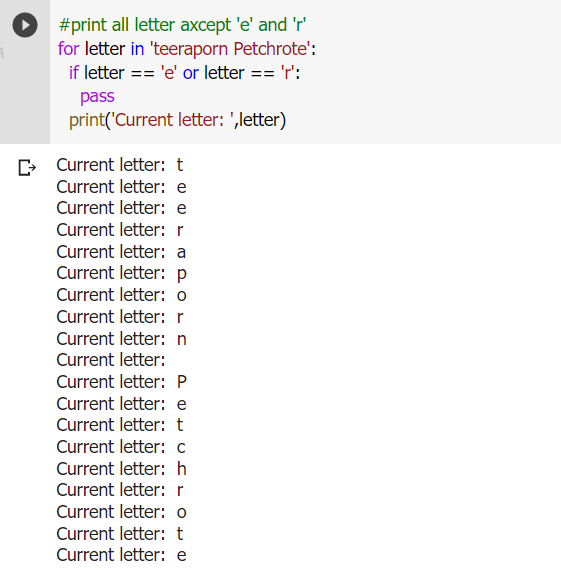 #print all letter axcept 'e' and 'r'
for letter in 'teeraporn Petchrote':
  if letter == 'e' or letter == 'r':
    pass
  print('Current letter: ',letter)
Current letter:  t
Current letter:  e
Current letter:  e
Current letter:  r
Current letter:  a
Current letter:  p
Current letter:  o
Current letter:  r
Current letter:  n
Current letter:
Current letter:  P
Current letter:  e
Current letter:  t
Current letter:  c
Current letter:  h
Current letter:  r
Current letter:  o
Current letter:  t
Current letter:  e